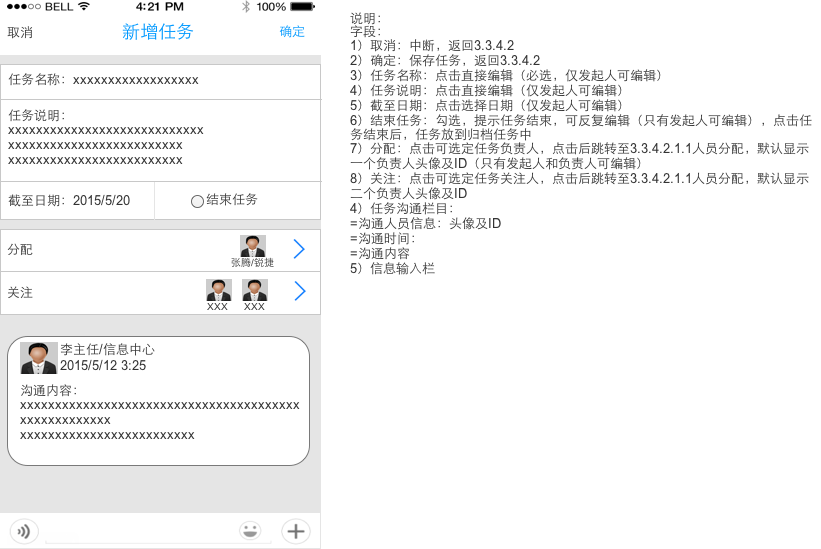 BELL 4:21 PM 100%
取消 新增任务 确定
任务名称：xxxxxxxxxxxxxxxxxx
任务说明：
xxxxxxxxxxxxxxxxxxxxxxxxxxxx
xxxxxxxxxxxxxxxxxxxxxxxxx
xxxxxxxxxxxxxxxxxxxxxxxxx
截至日期：2015/5/20 结束任务
分配
张腾/锐捷
关注
XXX XXX
李主任/信息中心
2015/5/12 3:25
沟通内容：
xxxxxxxxxxxxxxxxxxxxxxxxxxxxxxxxxxxxxxxx
xxxxxxxxxxxxx
xxxxxxxxxxxxxxxxxxxxxxxxx
说明：
字段：
1）取消：中断，返回3.3.4.2
2）确定：保存任务，返回3.3.4.2
3）任务名称：点击直接编辑（必选，仅发起人可编辑）
4）任务说明：点击直接编辑（仅发起人可编辑）
5）截至日期：点击选择日期（仅发起人可编辑）
6）结束任务：勾选，提示任务结束，可反复编辑（只有发起人可编辑），点击任
务结束后，任务放到归档任务中
7）分配：点击可选定任务负责人，点击后跳转至3.3.4.2.1.1人员分配，默认显示
一个负责人头像及ID（只有发起人和负责人可编辑）
8）关注：点击可选定任务关注人，点击后跳转至3.3.4.2.1.1人员分配，默认显示
二个负责人头像及ID
4）任务沟通栏目：
=沟通人员信息：头像及ID
=沟通时间：
=沟通内容
5）信息输入栏